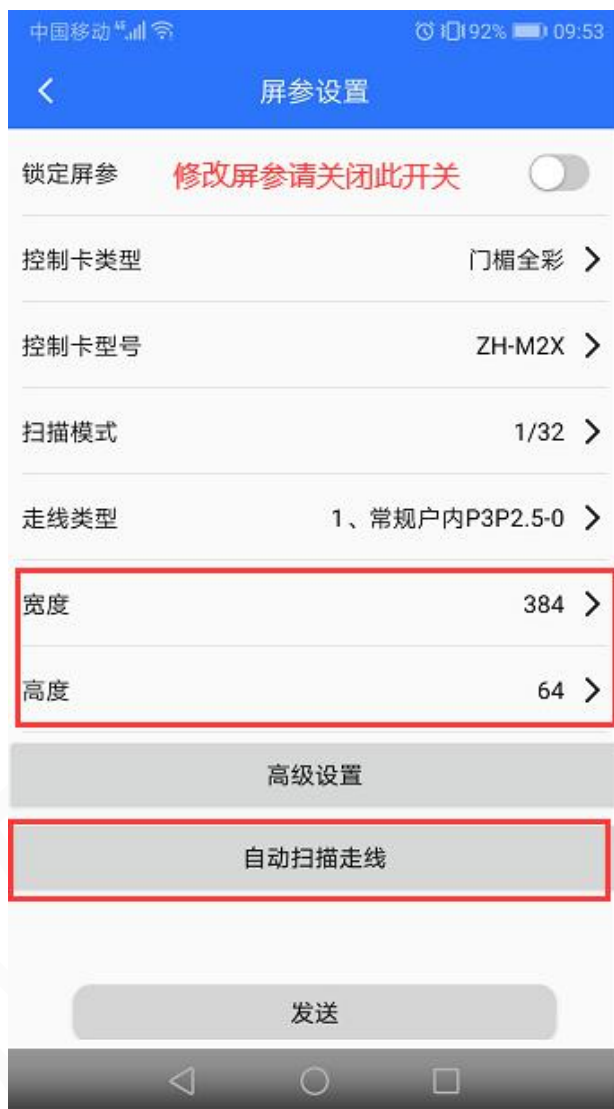 中国移动 4G 92% 09:53
屏参设置
锁定屏参 修改屏参请关闭此开关
控制卡类型 门楣全彩
控制卡型号 ZH-M2X
扫描模式 1/32
走线类型 1、常规户内P3P2.5-0
宽度 384
高度 64
高级设置
自动扫描走线
发送